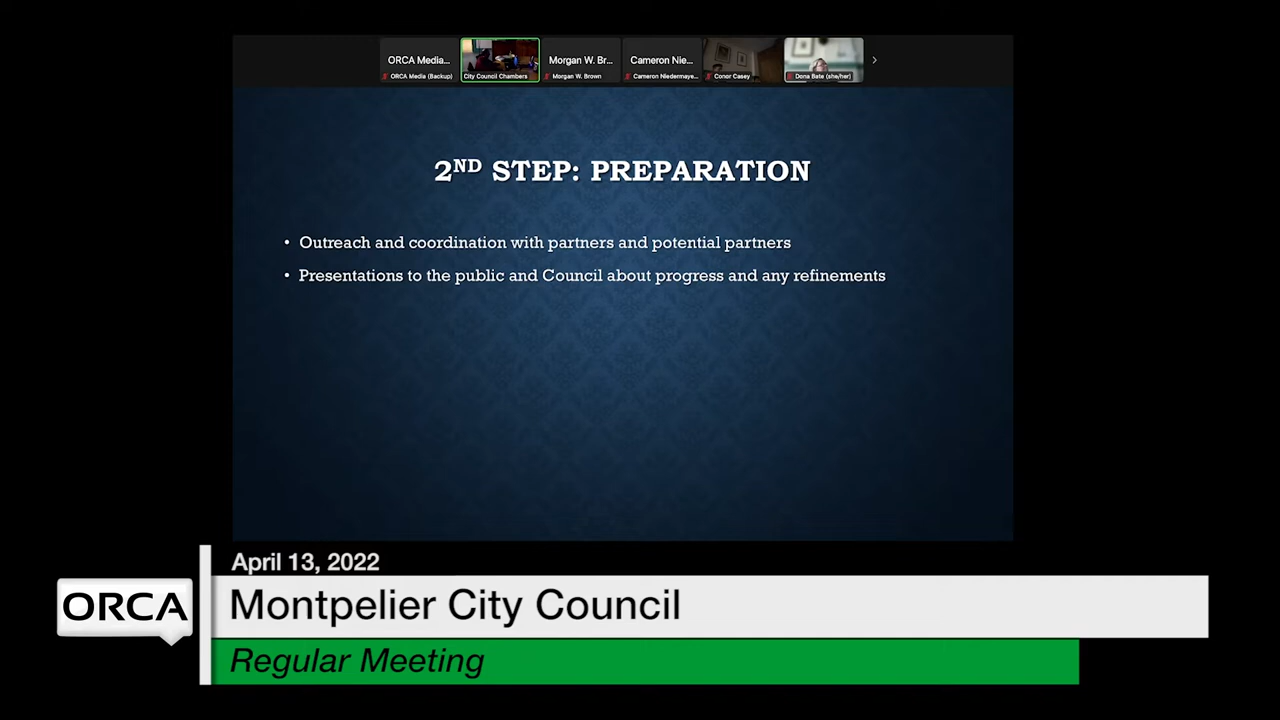 ORCA Media...
Morgan W. Br...
Cameron Nie...
ORCA Media (Backup)
City Council Chambers
Morgan W. Brown
Cameron Niedermaye...
Conor Casey
Dona Bate (she/her)
2ND STEP: PREPARATION
• Outreach and coordination with partners and potential partners
• Presentations to the public and Council about progress and any refinements
April 13, 2022
ORCA
Montpelier City Council
Regular Meeting